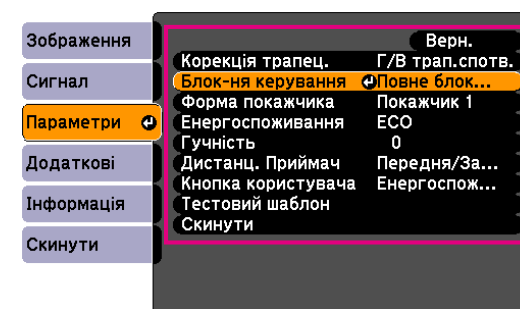 Зображення
Сигнал
Параметри
Додаткові
Інформація
Скинути
Верн.
Корекція трапец. Г/В трап.спотв.
Блок-ня керування Повне блок...
Форма покажчика Покажчик 1
Енергоспоживання ECO
Гучність 0
Дистанц. Приймач Передня/За...
Кнопка користувача Енергоспож...
Тестовий шаблон
Скинути